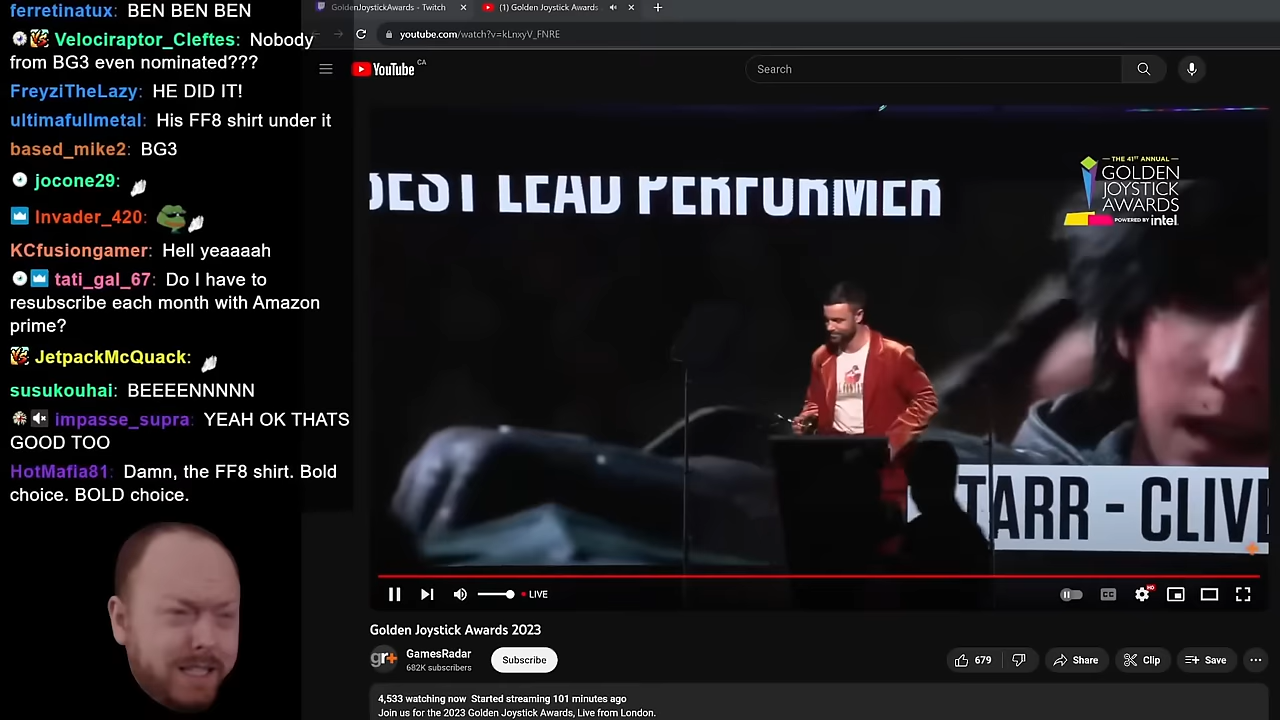 ferretinatux: BEN BEN BEN
Velociraptor_Cleftes: Nobody
from BG3 even nominated???
FreyziTheLazy: HE DID IT!
ultimafullmetal: His FF8 shirt under it
based_mike2: BG3
jocone29:
Invader_420:
KCfusiongamer: Hell yeaaaah
tati_gal_67: Do I have to
resubscribe each month with Amazon
prime?
JetpackMcQuack:
susukouhai: BEEEENNNNN
impasse_supra: YEAH OK THATS
GOOD TOO
HotMafia81: Damn, the FF8 shirt. Bold
choice. BOLD choice.
GoldenJoystickAwards - Twitch
(1) Golden Joystick Awards
youtube.com/watch?v=kLnxyV_FNRE
YouTube CA
Search
BEST LEAD PERFORMER
THE 41ST ANNUAL
GOLDEN
JOYSTICK
AWARDS
POWERED BY intel
STARR - CLIVE
LIVE
CC
HD
Golden Joystick Awards 2023
gr+
GamesRadar
682K subscribers
Subscribe
679
Share
Clip
Save
4,533 watching now Started streaming 101 minutes ago
Join us for the 2023 Golden Joystick Awards, Live from London.